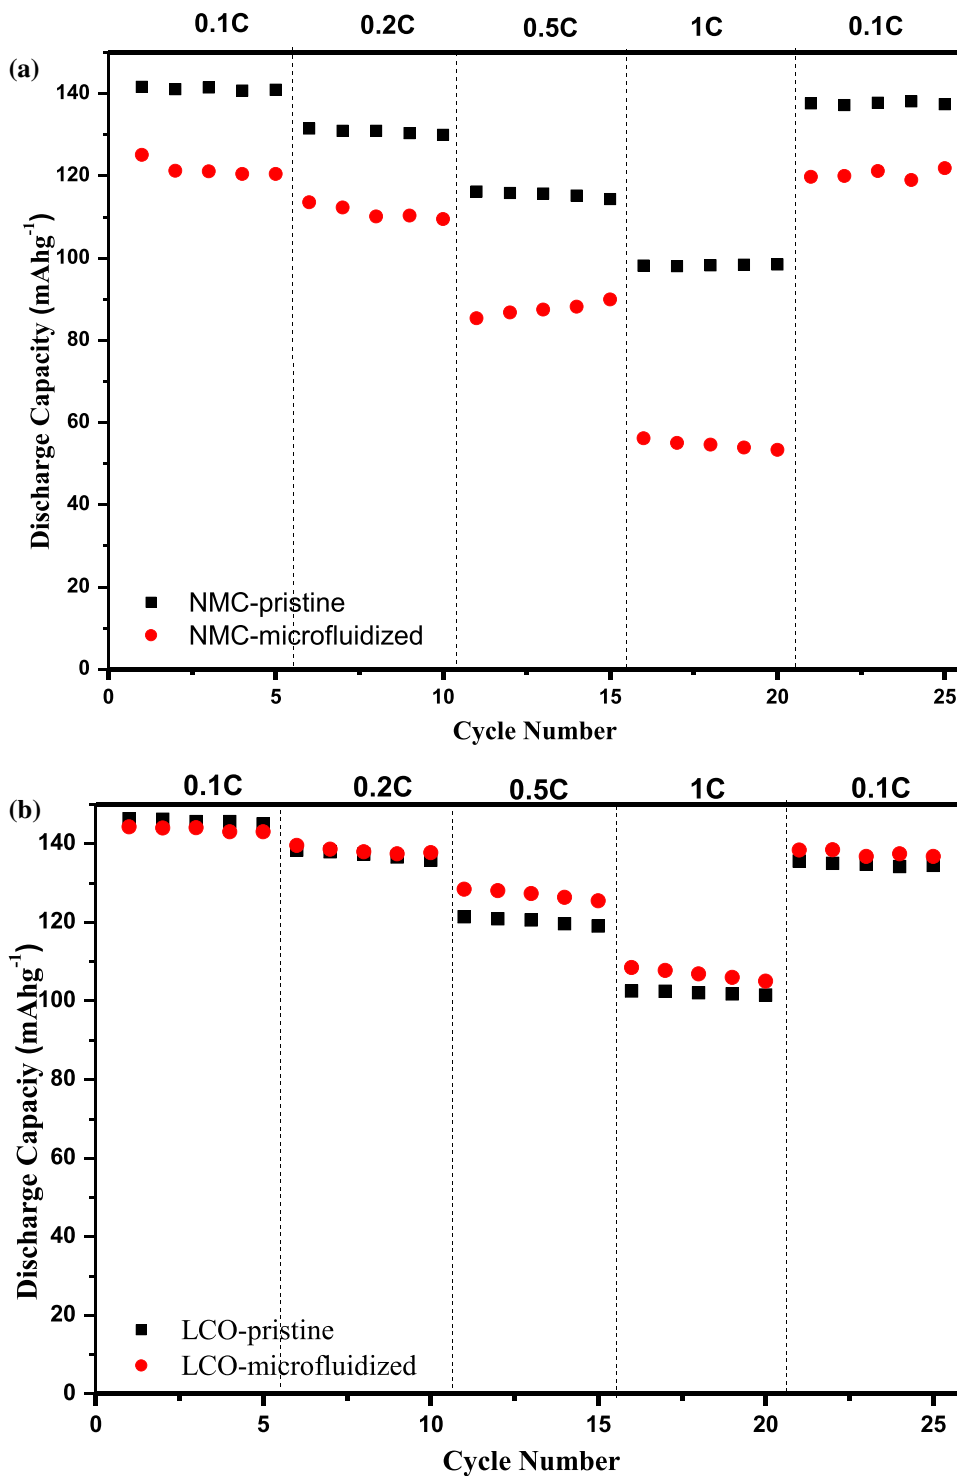 0.1C 0.2C 0.5C 1C 0.1C
(a)
140
120
100
80
60
40
20
0
Discharge Capacity (mAhg⁻¹)
NMC-pristine
NMC-microfluidized
0 5 10 15 20 25
Cycle Number
0.1C 0.2C 0.5C 1C 0.1C
(b)
140
120
100
80
60
40
20
0
Discharge Capaciy (mAhg⁻¹)
LCO-pristine
LCO-microfluidized
0 5 10 15 20 25
Cycle Number